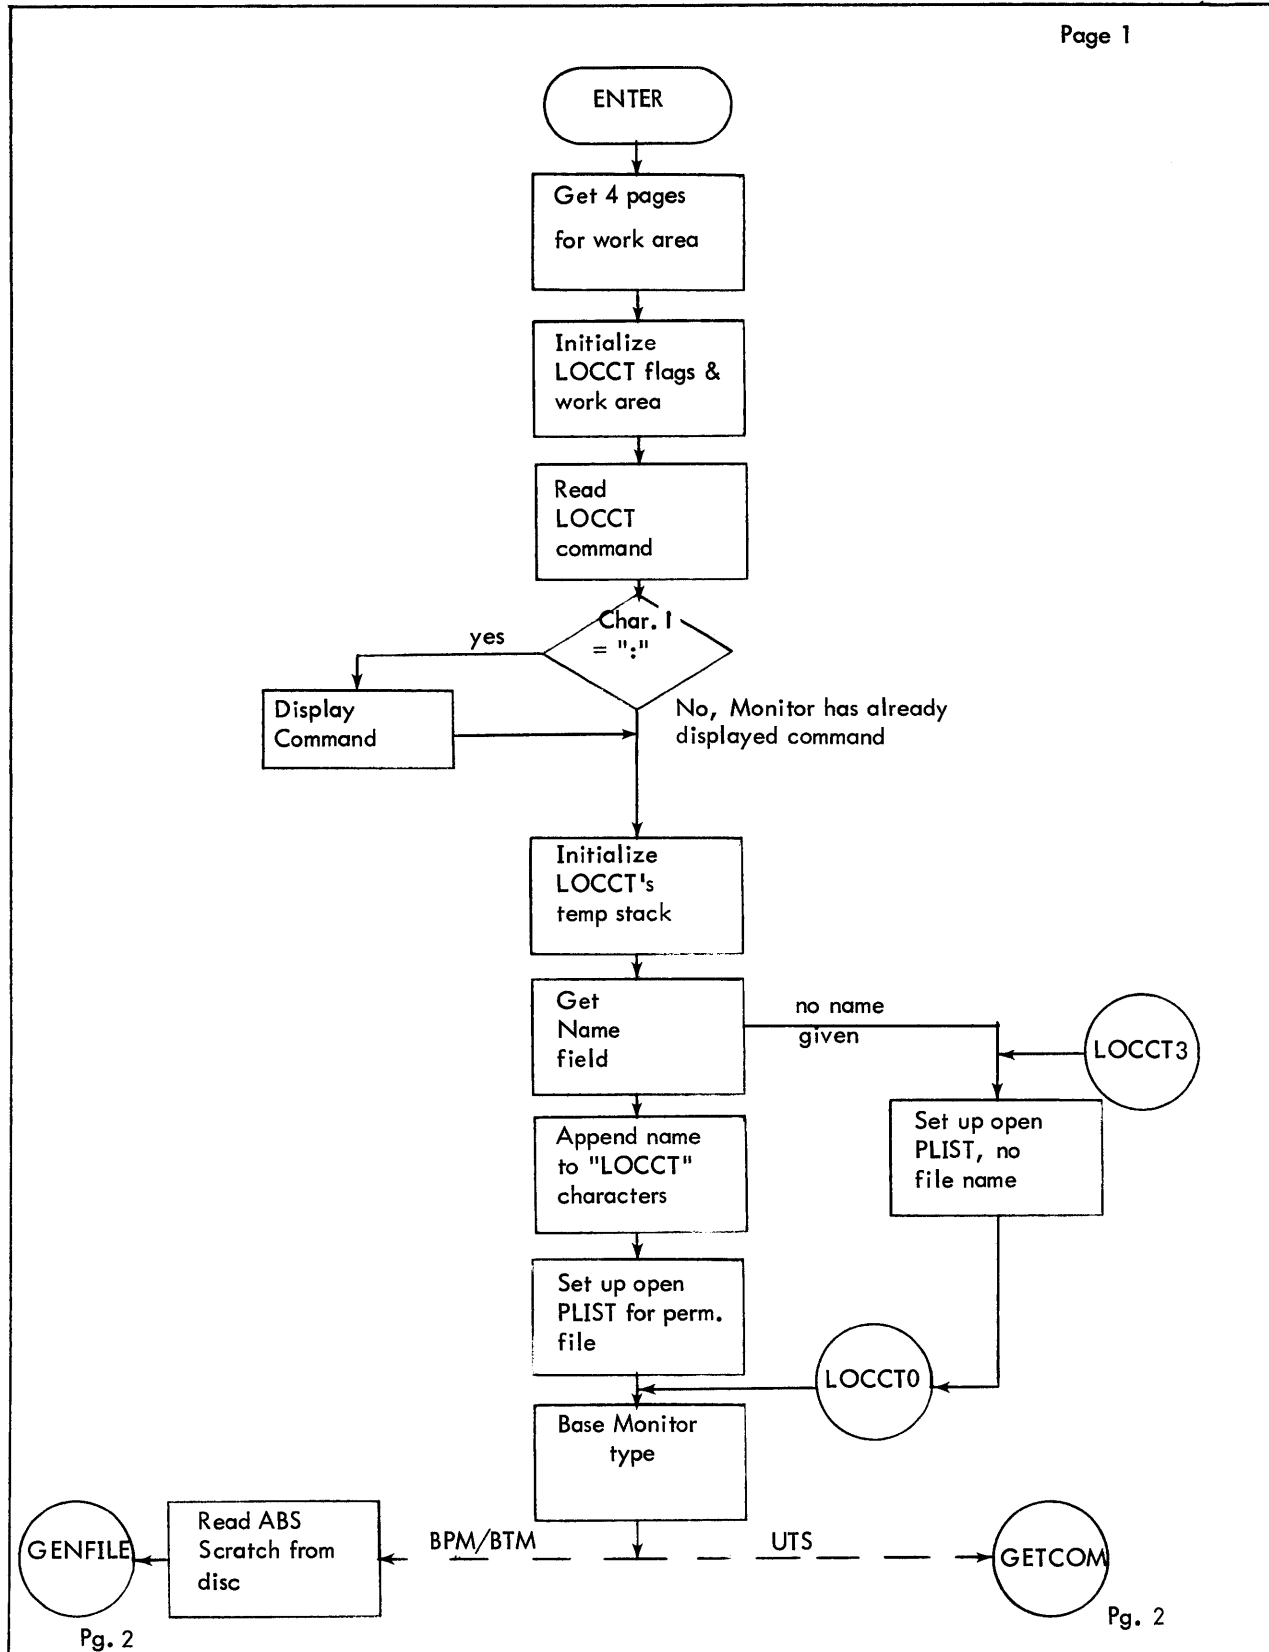 Page 1
ENTER
Get 4 pages
for work area
Initialize
LOCCT flags &
work area
Read
LOCCT
command
Char. 1
= ":"
yes
Display
Command
No, Monitor has already
displayed command
Initialize
LOCCT's
temp stack
Get
Name
field
no name
given
LOCCT3
Append name
to "LOCCT"
characters
Set up open
PLIST, no
file name
Set up open
PLIST for perm.
file
LOCCT0
Base Monitor
type
GENFILE
Read ABS
Scratch from
disc
BPM/BTM
UTS
GETCOM
Pg. 2
Pg. 2